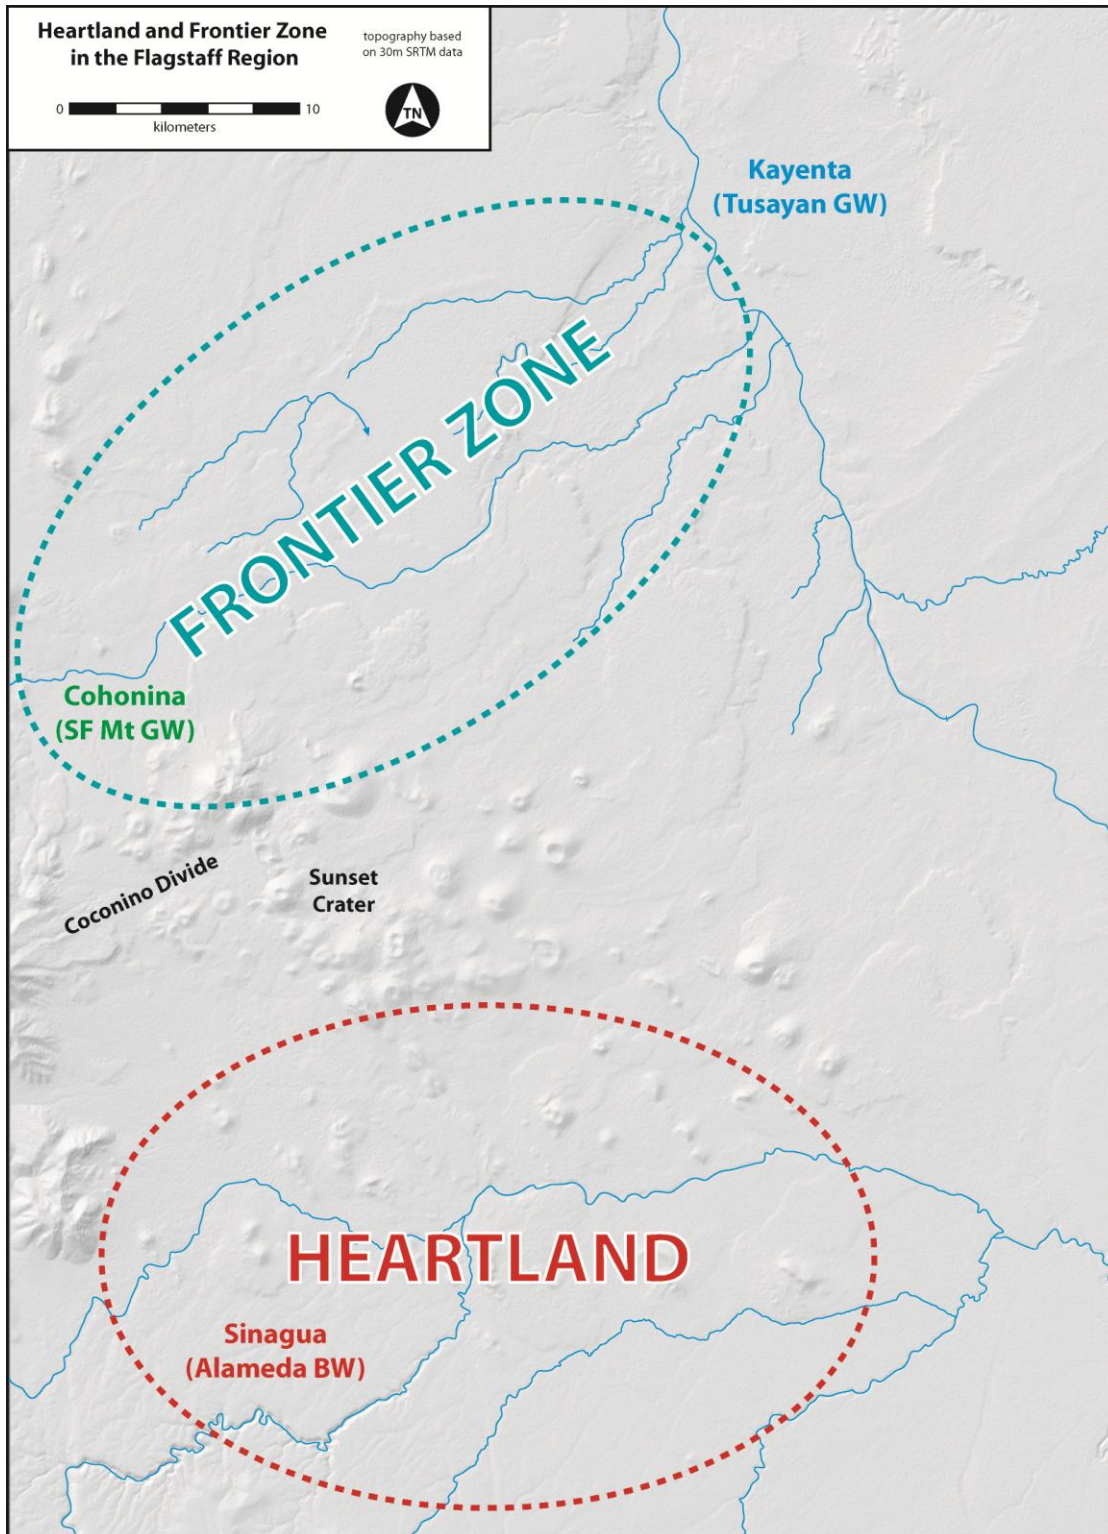 Heartland and Frontier Zone
in the Flagstaff Region
topography based
on 30m SRTM data
0
10
kilometers
TN
Kayenta
(Tusayan GW)
FRONTIER ZONE
Cohonina
(SF Mt GW)
Coconino Divide
Sunset
Crater
HEARTLAND
Sinagua
(Alameda BW)